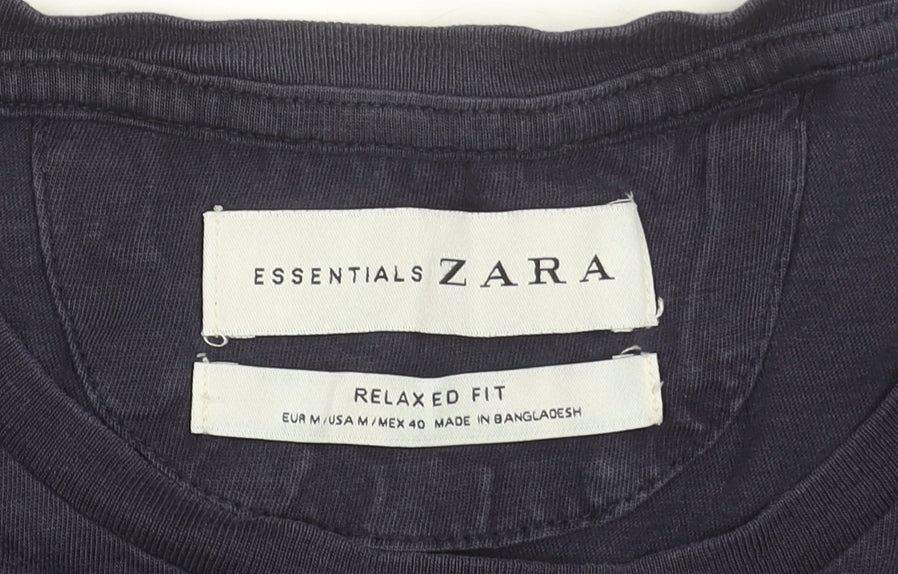 ESSENTIALS ZARA
RELAXED FIT
EUR M/USA M/MEX 40 MADE IN BANGLADESH